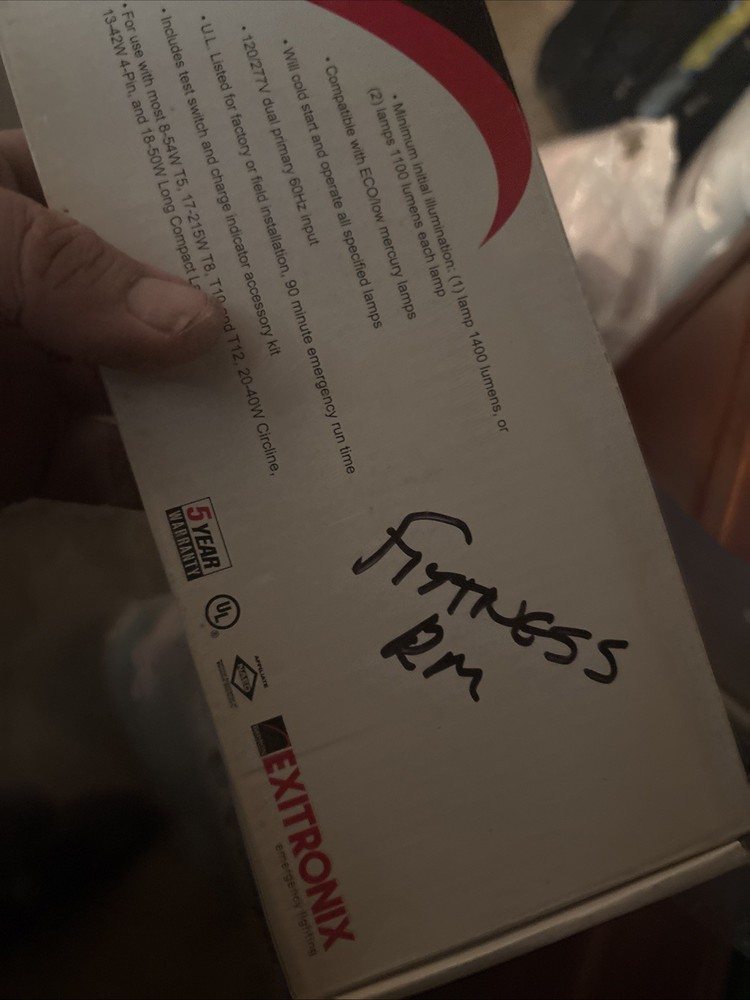 • For use with most 8-54W T5, 17-215W T8, T10 and T12, 20-40W Circline,
13-42W 4-Pin, and 18-50W Long Compact
• Includes test switch and charge indicator accessory kit
• U.L. Listed for factory or field installation, 90 minute emergency run time
• 120/277V dual primary 60Hz input
• Will cold start and operate all specified lamps
• Compatible with ECO/low mercury lamps
• Minimum initial illumination: (1) lamp 1400 lumens, or
(2) lamps 1100 lumens each lamp
FITNESS
RM
5 YEAR
WARRANTY
UL
®
AFFILIATE
EXITRONIX
emergency lighting